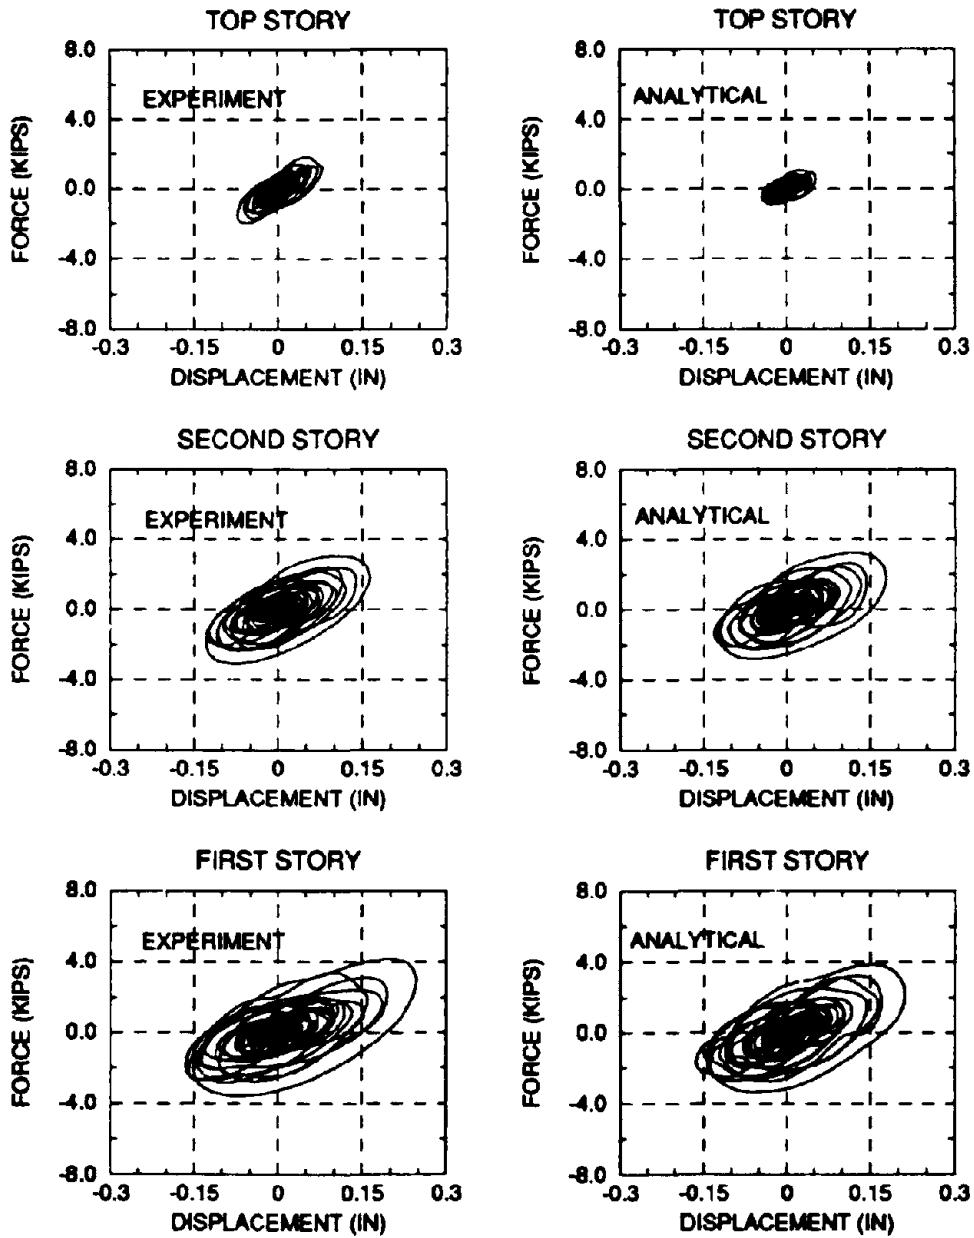 TOP STORY
8.0
EXPERIMENT
4.0
FORCE (KIPS)
0.0
-4.0
-8.0
-0.3 -0.15 0 0.15 0.3
DISPLACEMENT (IN)
TOP STORY
8.0
ANALYTICAL
4.0
FORCE (KIPS)
0.0
-4.0
-8.0
-0.3 -0.15 0 0.15 0.3
DISPLACEMENT (IN)
SECOND STORY
8.0
EXPERIMENT
4.0
FORCE (KIPS)
0.0
-4.0
-8.0
-0.3 -0.15 0 0.15 0.3
DISPLACEMENT (IN)
SECOND STORY
8.0
ANALYTICAL
4.0
FORCE (KIPS)
0.0
-4.0
-8.0
-0.3 -0.15 0 0.15 0.3
DISPLACEMENT (IN)
FIRST STORY
8.0
EXPERIMENT
4.0
FORCE (KIPS)
0.0
-4.0
-8.0
-0.3 -0.15 0 0.15 0.3
DISPLACEMENT (IN)
FIRST STORY
8.0
ANALYTICAL
4.0
FORCE (KIPS)
0.0
-4.0
-8.0
-0.3 -0.15 0 0.15 0.3
DISPLACEMENT (IN)